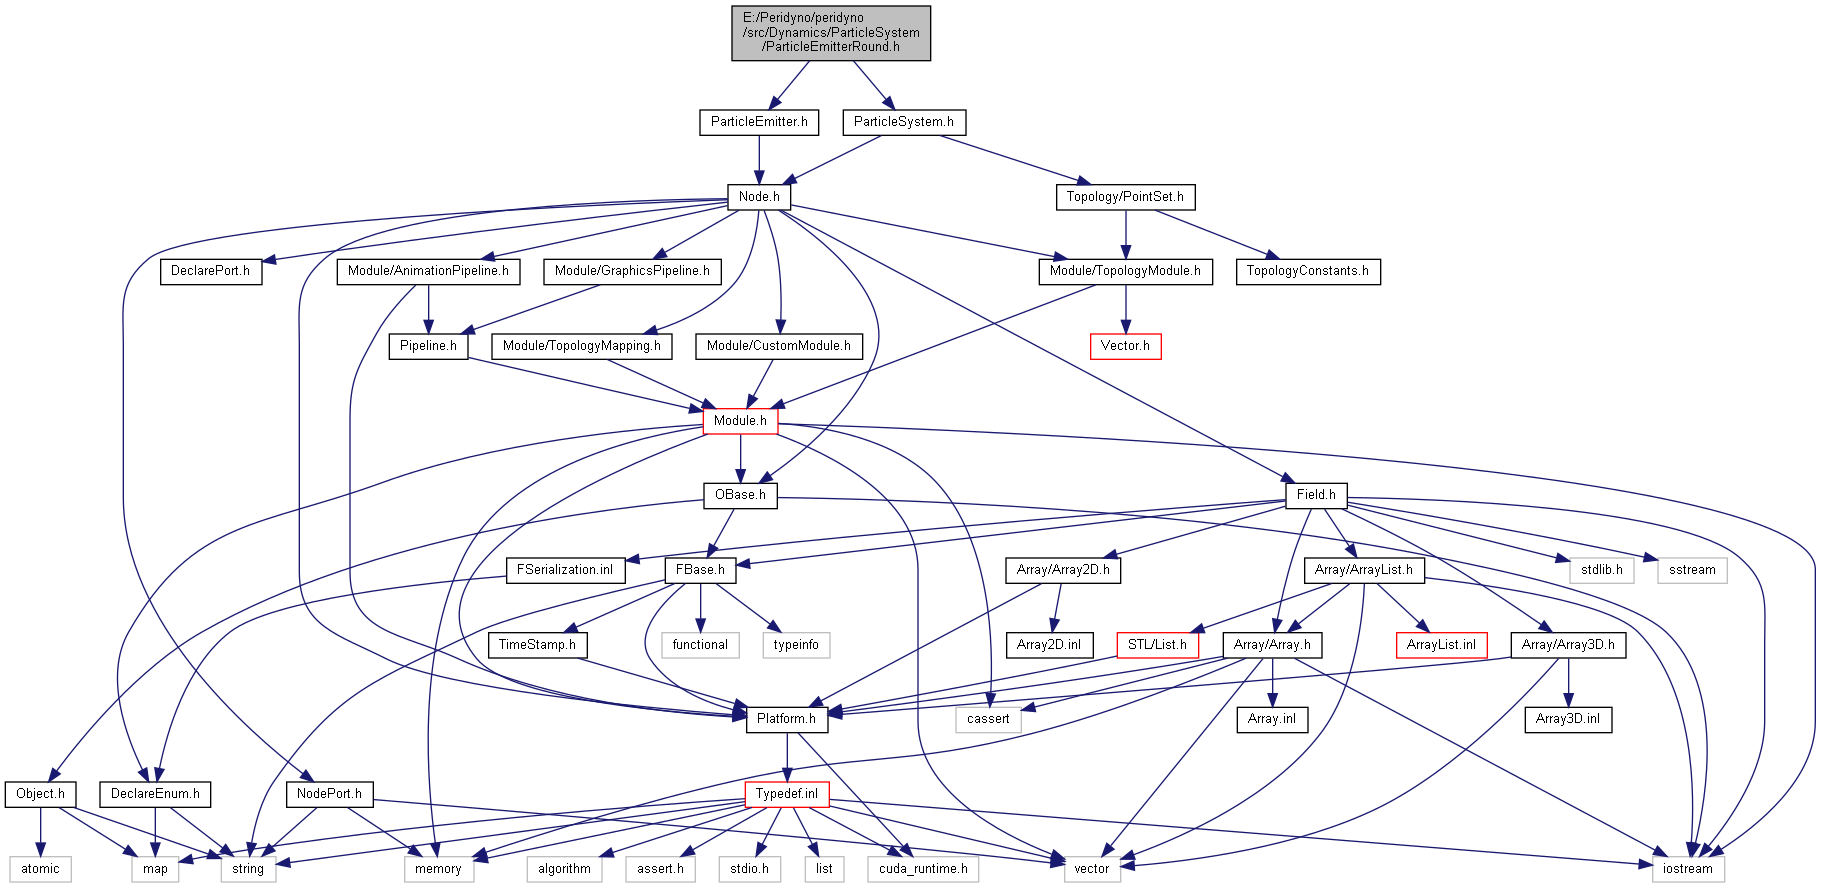 E:/Peridyno/peridyno
/src/Dynamics/ParticleSystem
/ParticleEmitterRound.h
ParticleEmitter.h
ParticleSystem.h
Node.h
Topology/PointSet.h
DeclarePort.h
Module/AnimationPipeline.h
Module/GraphicsPipeline.h
Module/TopologyModule.h
TopologyConstants.h
Pipeline.h
Module/TopologyMapping.h
Module/CustomModule.h
Vector.h
Module.h
OBase.h
Field.h
FSerialization.inl
FBase.h
Array/Array2D.h
Array/ArrayList.h
stdlib.h
sstream
TimeStamp.h
functional
typeinfo
Array2D.inl
STL/List.h
Array/Array.h
ArrayList.inl
Array/Array3D.h
Platform.h
cassert
Array.inl
Array3D.inl
Object.h
DeclareEnum.h
NodePort.h
Typedef.inl
atomic
map
string
memory
algorithm
assert.h
stdio.h
list
cuda_runtime.h
vector
iostream